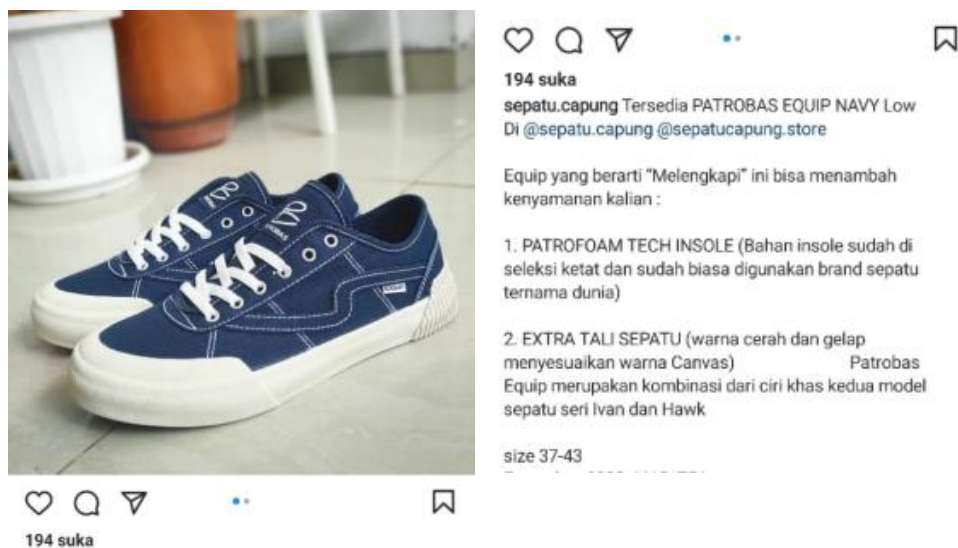 194 suka
194 suka
sepatu.capung Tersedia PATROBAS EQUIP NAVY Low
Di @sepatu.capung @sepatucapung.store
Equip yang berarti “Melengkapi” ini bisa menambah
kenyamanan kalian :
1. PATROFOAM TECH INSOLE (Bahan insole sudah di
seleksi ketat dan sudah biasa digunakan brand sepatu
ternama dunia)
2. EXTRA TALI SEPATU (warna cerah dan gelap
menyesuaikan warna Canvas) Patrobas
Equip merupakan kombinasi dari ciri khas kedua model
sepatu seri Ivan dan Hawk
size 37-43